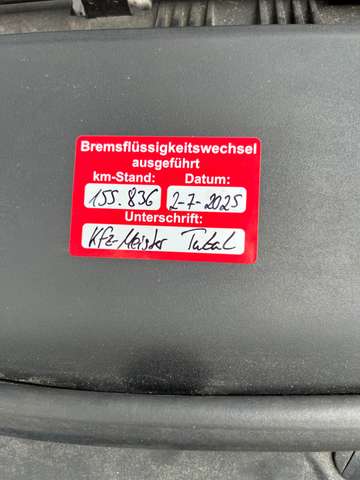 Bremsflüssigkeitswechsel
ausgeführt
km-Stand: Datum:
155.836 2-7-2025
Unterschrift:
Kfz-Meister Tubal